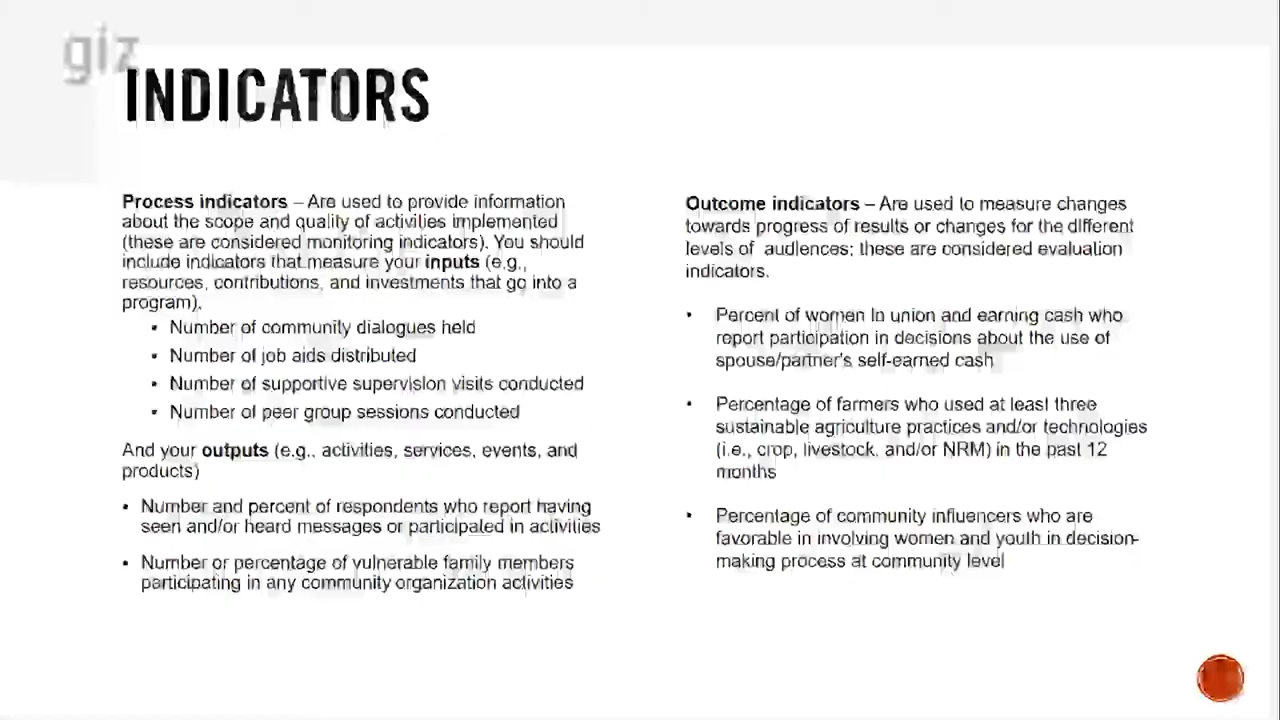 giz
INDICATORS
Process indicators – Are used to provide information
about the scope and quality of activities implemented
(these are considered monitoring indicators). You should
include indicators that measure your inputs (e.g.,
resources, contributions, and investments that go into a
program).
• Number of community dialogues held
• Number of job aids distributed
• Number of supportive supervision visits conducted
• Number of peer group sessions conducted
And your outputs (e.g., activities, services, events, and
products)
• Number and percent of respondents who report having
seen and/or heard messages or participated in activities
• Number or percentage of vulnerable family members
participating in any community organization activities
Outcome indicators – Are used to measure changes
towards progress of results or changes for the different
levels of audiences; these are considered evaluation
indicators.
• Percent of women in union and earning cash who
report participation in decisions about the use of
spouse/partner's self-earned cash
• Percentage of farmers who used at least three
sustainable agriculture practices and/or technologies
(i.e., crop, livestock, and/or NRM) in the past 12
months
• Percentage of community influencers who are
favorable in involving women and youth in decision-
making process at community level